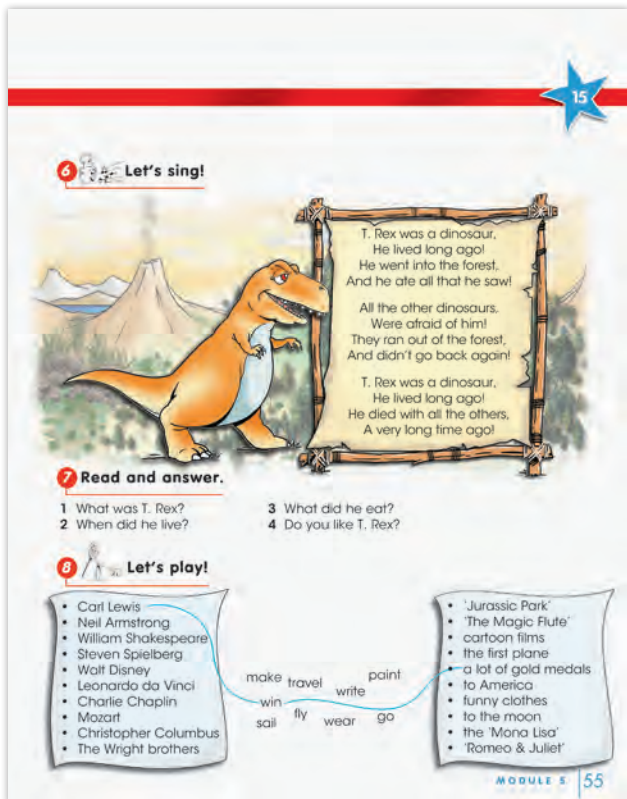 15
6 Let's sing!
T. Rex was a dinosaur,
He lived long ago!
He went into the forest,
And he ate all that he saw!
All the other dinosaurs,
Were afraid of him!
They ran out of the forest,
And didn't go back again!
T. Rex was a dinosaur,
He lived long ago!
He died with all the others,
A very long time ago!
7 Read and answer.
1 What was T. Rex?
2 When did he live?
3 What did he eat?
4 Do you like T. Rex?
8 Let's play!
• Carl Lewis
• Neil Armstrong
• William Shakespeare
• Steven Spielberg
• Walt Disney
• Leonardo da Vinci
• Charlie Chaplin
• Mozart
• Christopher Columbus
• The Wright brothers
make travel paint
win write
sail fly wear go
• 'Jurassic Park'
• 'The Magic Flute'
• cartoon films
• the first plane
• a lot of gold medals
• to America
• funny clothes
• to the moon
• the 'Mona Lisa'
• 'Romeo & Juliet'
MODULE 5 55